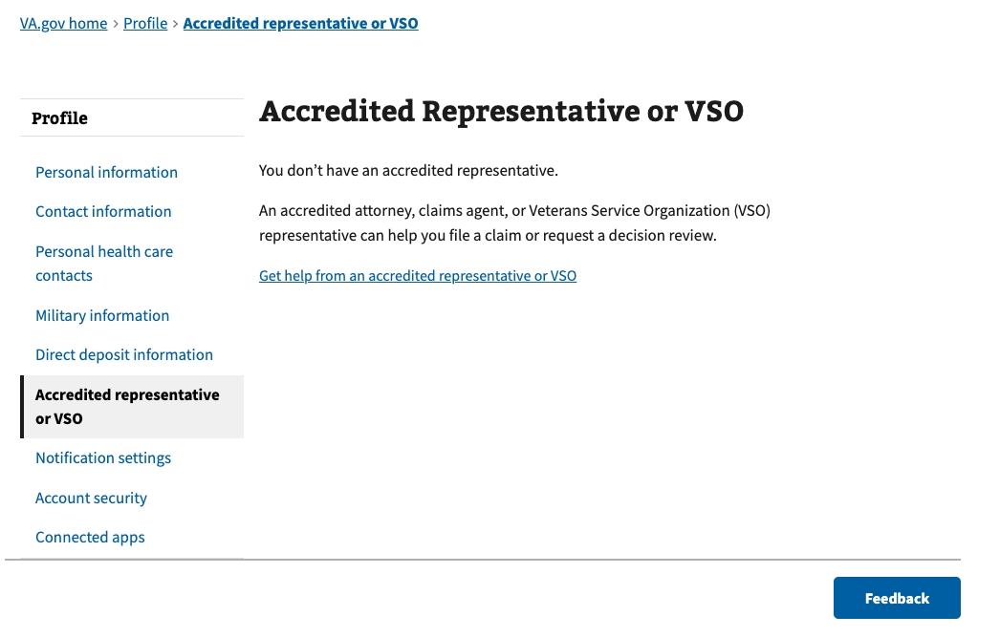 VA.gov home > Profile > Accredited representative or VSO
Profile
Personal information
Contact information
Personal health care
contacts
Military information
Direct deposit information
Accredited representative
or VSO
Notification settings
Account security
Connected apps
Accredited Representative or VSO
You don’t have an accredited representative.
An accredited attorney, claims agent, or Veterans Service Organization (VSO)
representative can help you file a claim or request a decision review.
Get help from an accredited representative or VSO
Feedback